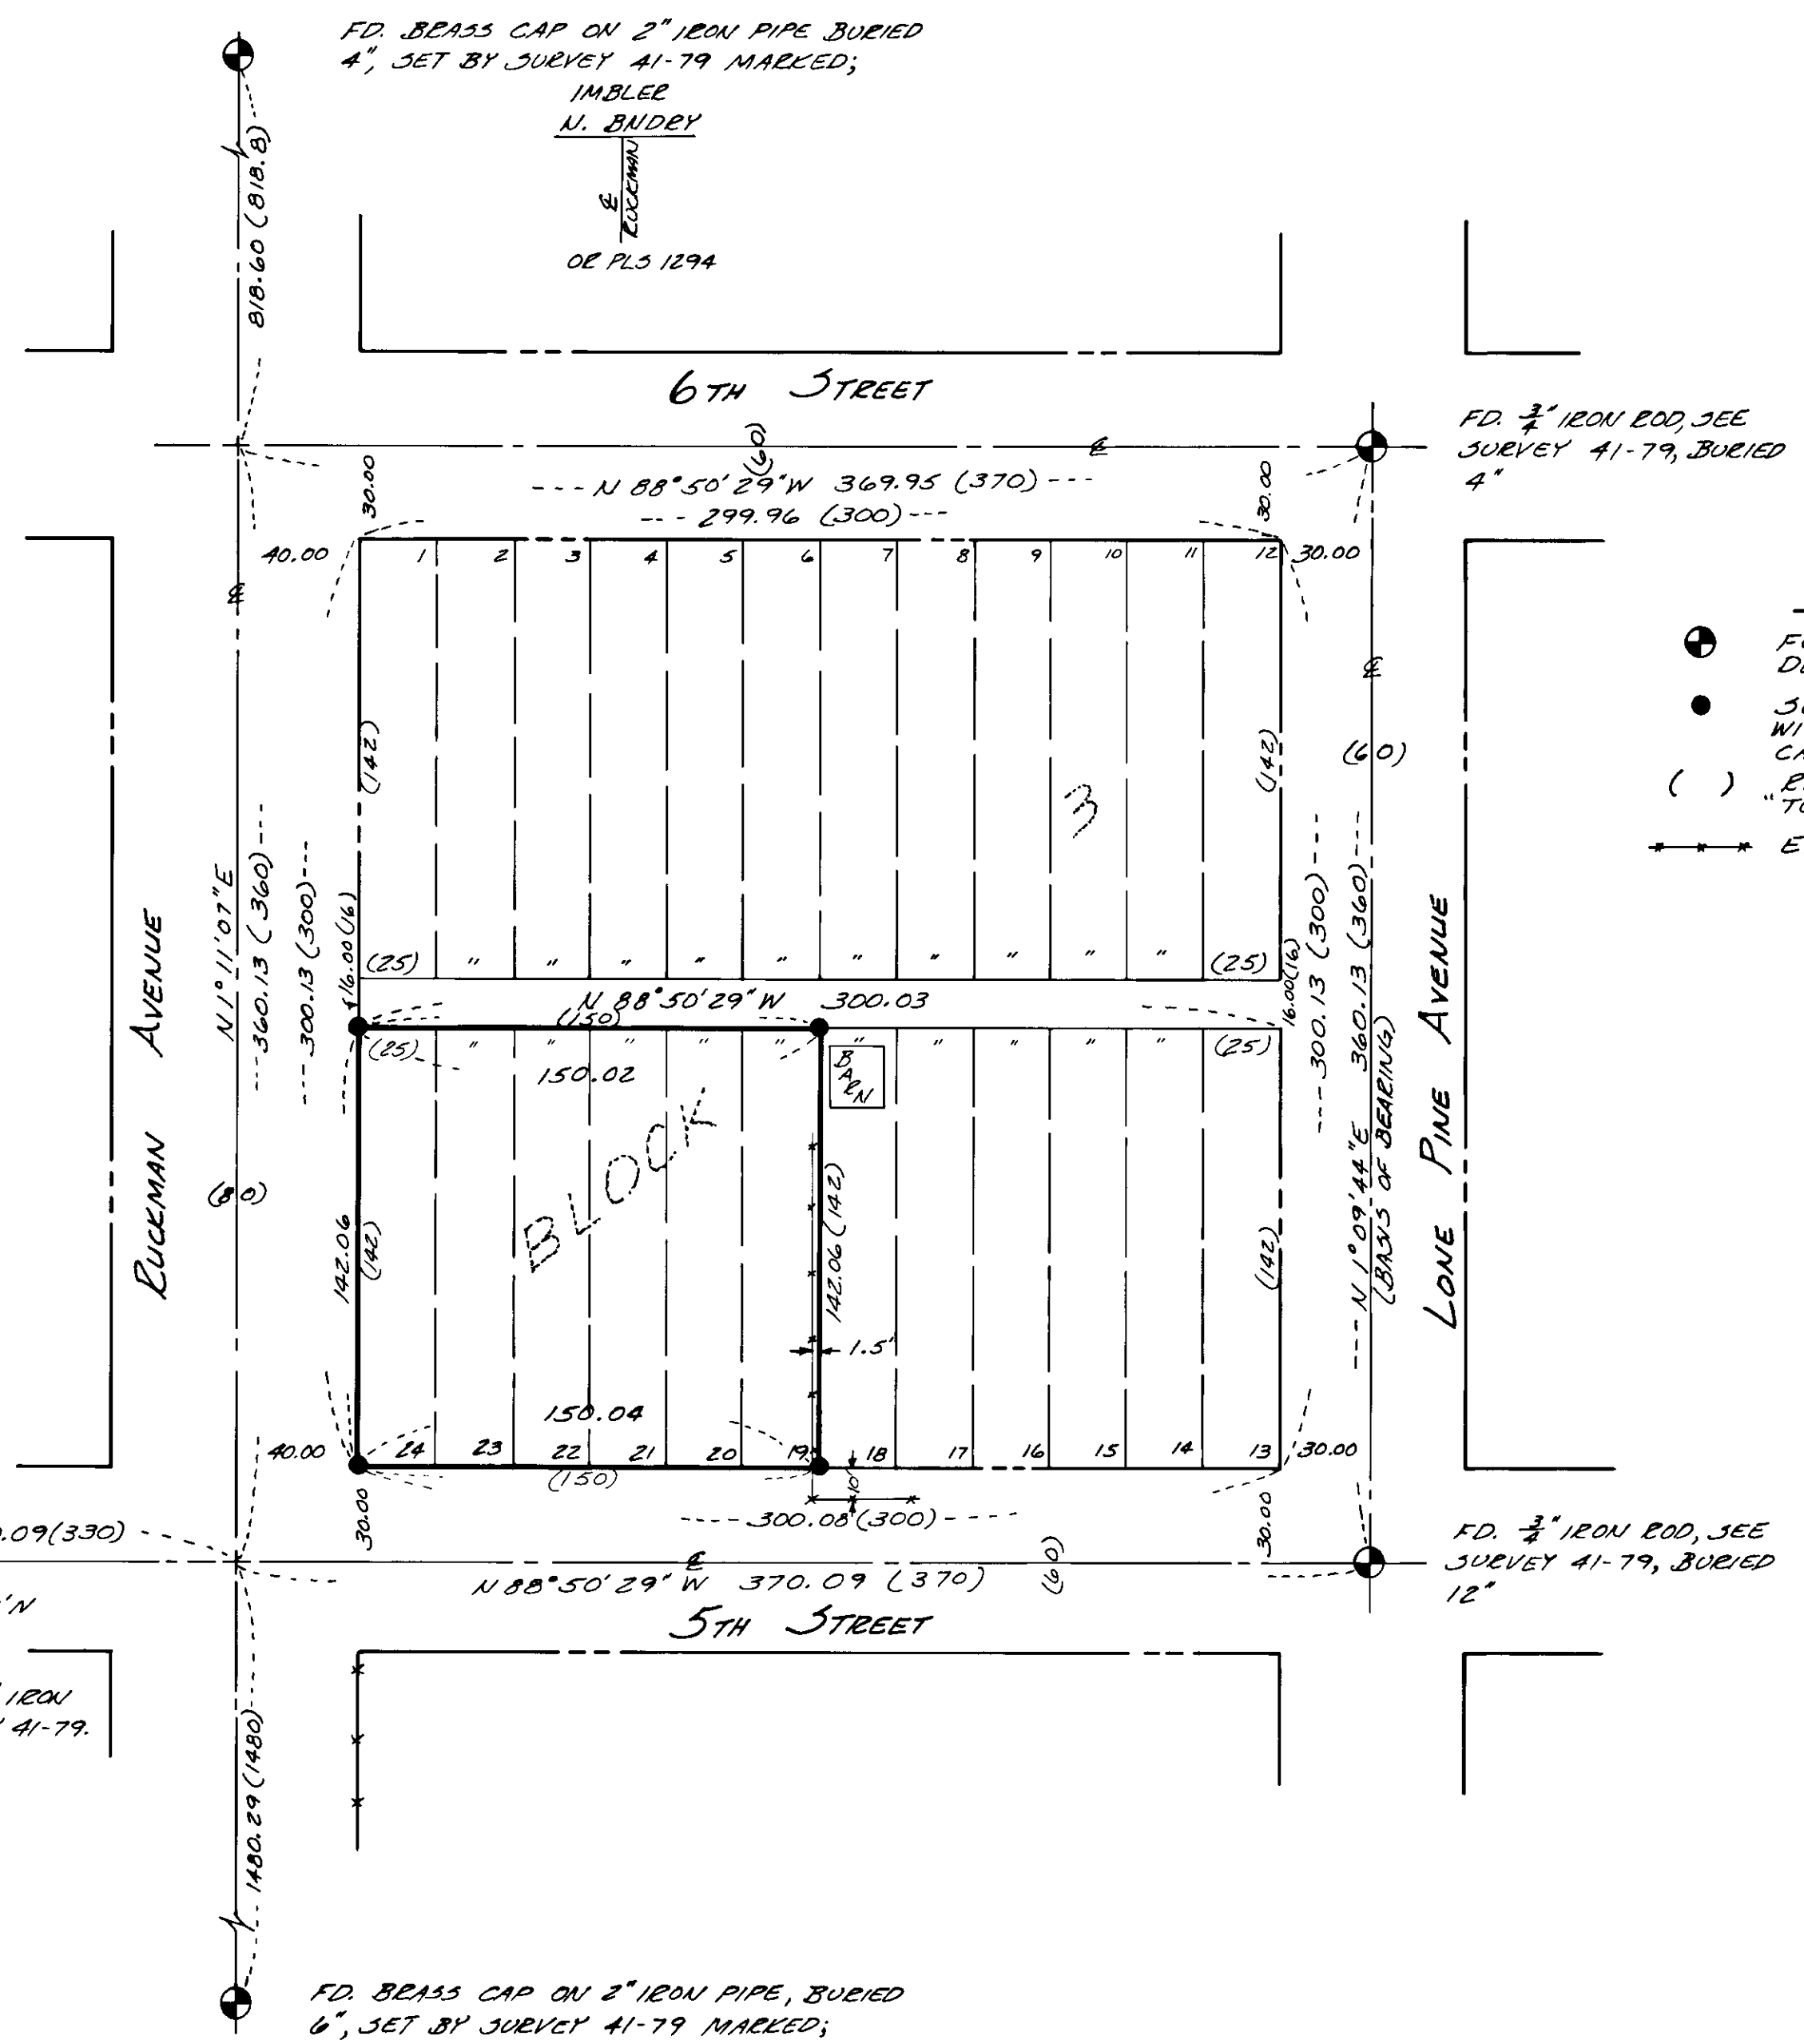 FD. BRASS CAP ON 2" IRON PIPE BURIED
4", SET BY SURVEY 41-79 MARKED;
IMBLER
N. BNDRY
℄
RUCKMAN
OR PLS 1294
818.60 (818.8)
6TH STREET
(60)
℄
FD. 3/4" IRON ROD, SEE
SURVEY 41-79, BURIED
4"
30.00
N 88°50'29"W 369.95 (370)
30.00
299.96 (300)
40.00
1 2 3 4 5 6 7 8 9 10 11 12
30.00
℄
℄
(142)
(142)
(60)
3
( )
RUCKMAN AVENUE
N 1°11'07"E
360.13 (360)
300.13 (300)
16.00 (16)
(25) " " " " " " " " " " (25)
16.00 (16)
300.13 (300)
360.13 (360)
N 1°09'44"E
(BASIS OF BEARING)
LONE PINE AVENUE
N 88°50'29"W 300.03
(150)
(25) " " " " " " " " " " (25)
150.02
BARN
BLOCK
(80)
142.06
(142)
142.06 (142)
(142)
1.5'
150.04
40.00
24 23 22 21 20 19 18 17 16 15 14 13
30.00
(150)
10'
30.00
300.08 (300)
30.00
.09 (330)
℄
N 88°50'29"W 370.09 (370)
(60)
FD. 3/4" IRON ROD, SEE
SURVEY 41-79, BURIED
12"
5TH STREET
'N
IRON
41-79.
1480.29 (1480)
FD. BRASS CAP ON 2" IRON PIPE, BURIED
6", SET BY SURVEY 41-79 MARKED;